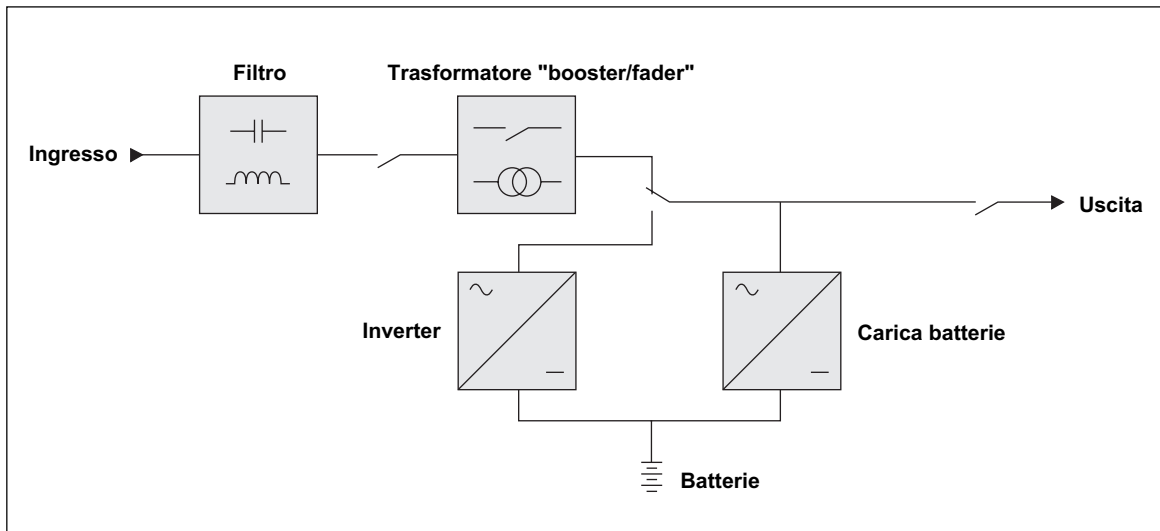 Filtro
Trasformatore "booster/fader"
Ingresso
Uscita
Inverter
Carica batterie
Batterie